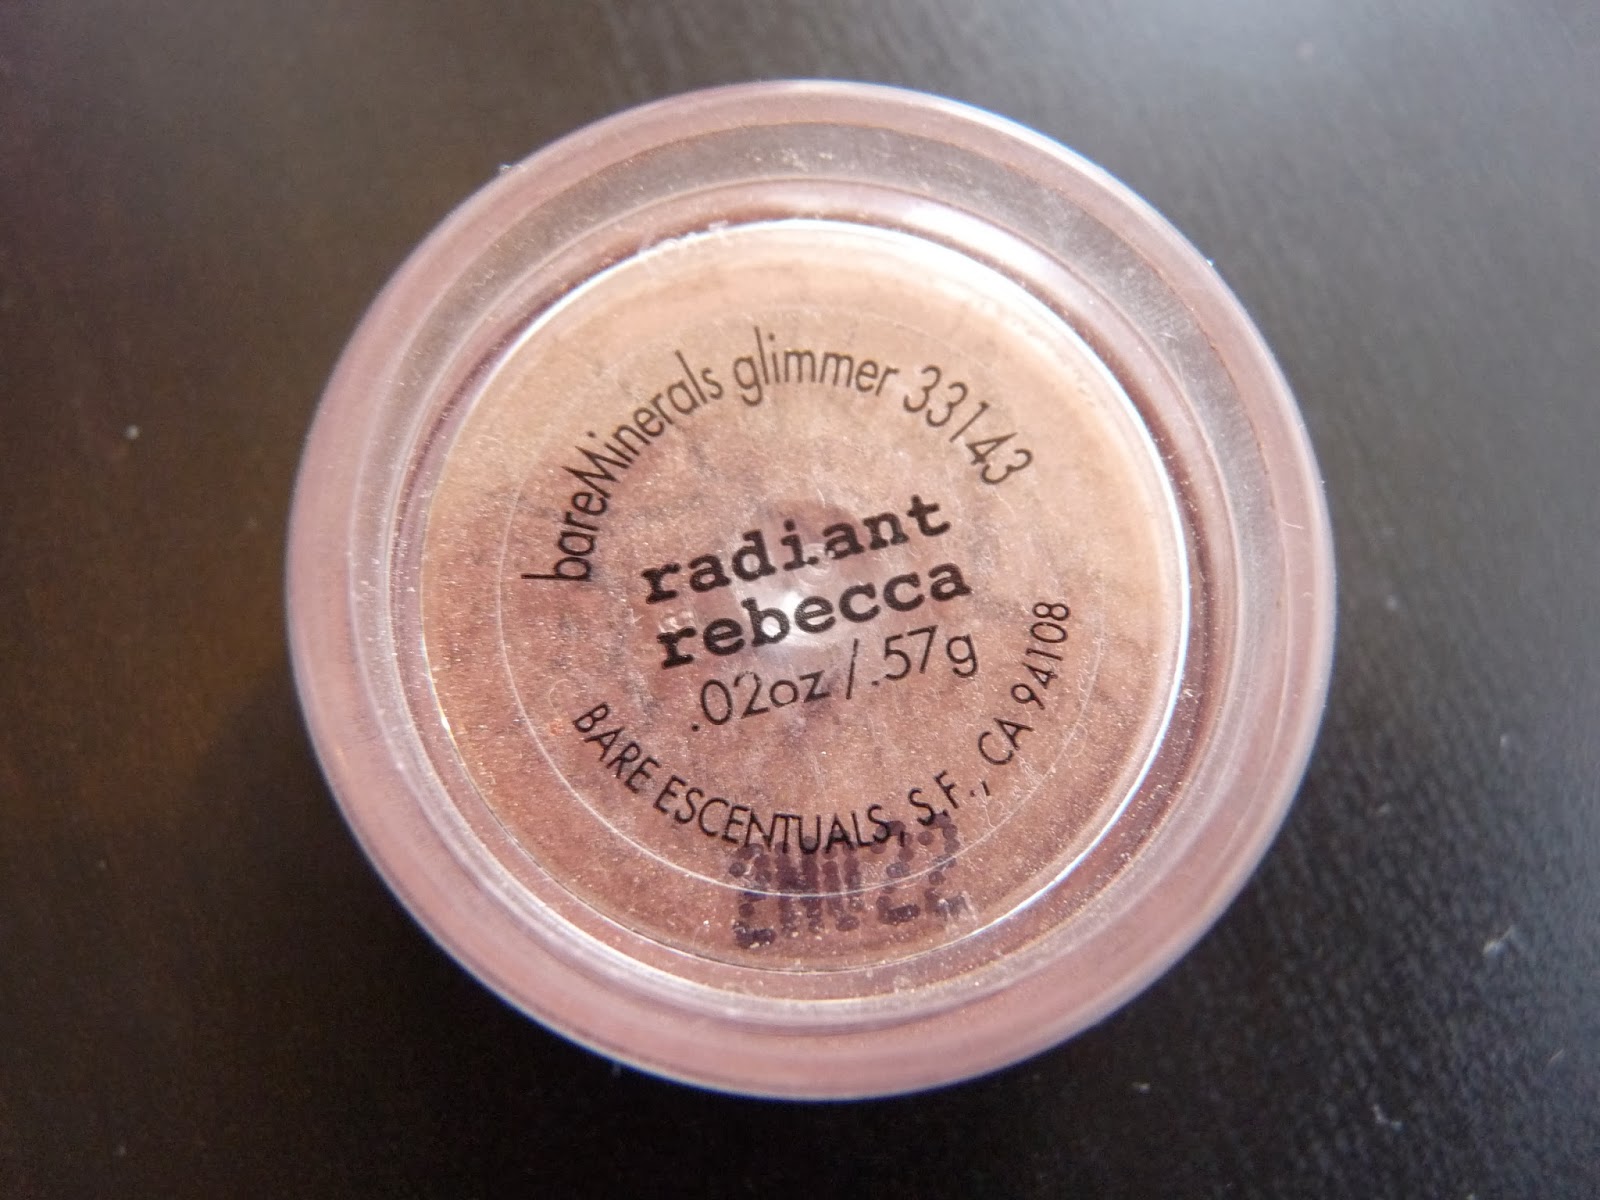 bareMinerals glimmer 33143
radiant
rebecca
.02oz/.57g
BARE ESCENTUALS, S.F., CA 94108